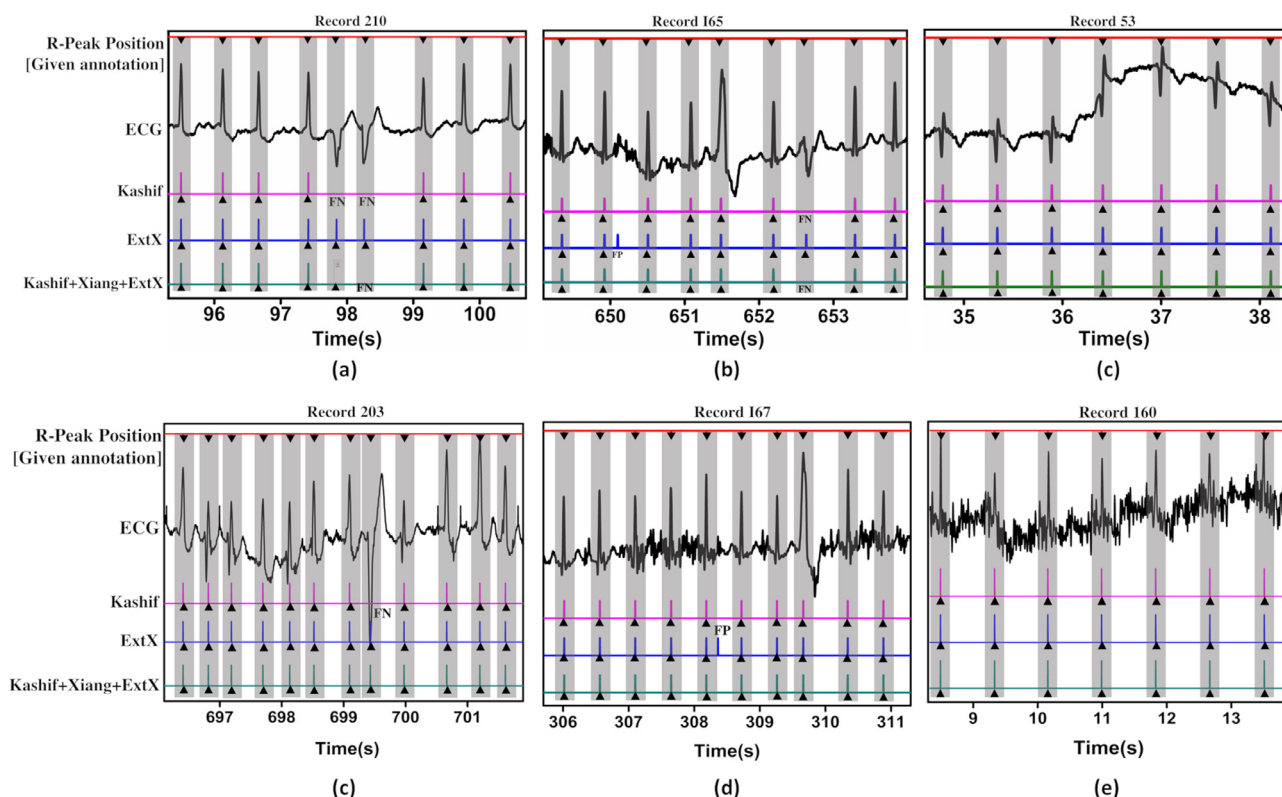 Record 210
R-Peak Position
[Given annotation]
ECG
Kashif
FN FN
ExtX
Kashif+Xiang+ExtX
FN
96 97 98 99 100
Time(s)
(a)
Record I65
FN
FP
FN
650 651 652 653
Time(s)
(b)
Record 53
35 36 37 38
Time(s)
(c)
Record 203
R-Peak Position
[Given annotation]
ECG
Kashif
FN
ExtX
Kashif+Xiang+ExtX
697 698 699 700 701
Time(s)
(c)
Record I67
FP
306 307 308 309 310 311
Time(s)
(d)
Record 160
9 10 11 12 13
Time(s)
(e)